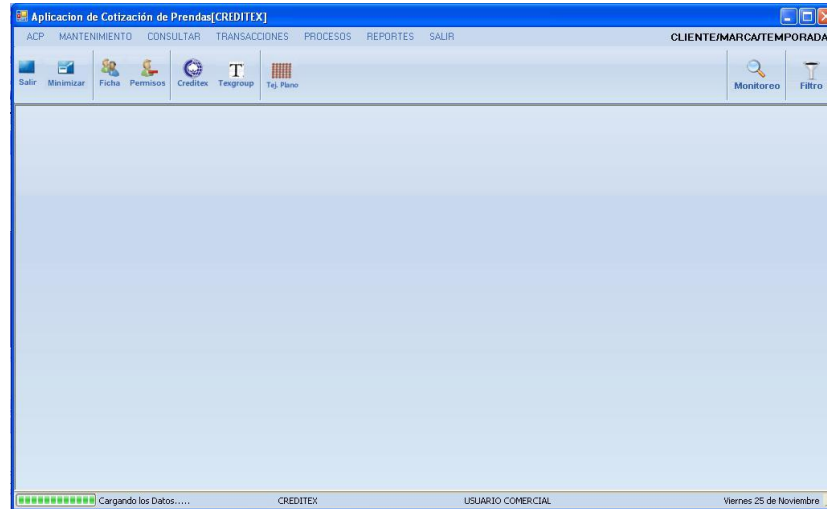 Aplicacion de Cotización de Prendas[CREDITEX]
ACP MANTENIMIENTO CONSULTAR TRANSACCIONES PROCESOS REPORTES SALIR CLIENTE/MARCA/TEMPORADA
Salir Minimizar Ficha Permisos Creditex Texgroup Tej. Plano Monitoreo Filtro
Cargando los Datos..... CREDITEX USUARIO COMERCIAL Viernes 25 de Noviembre